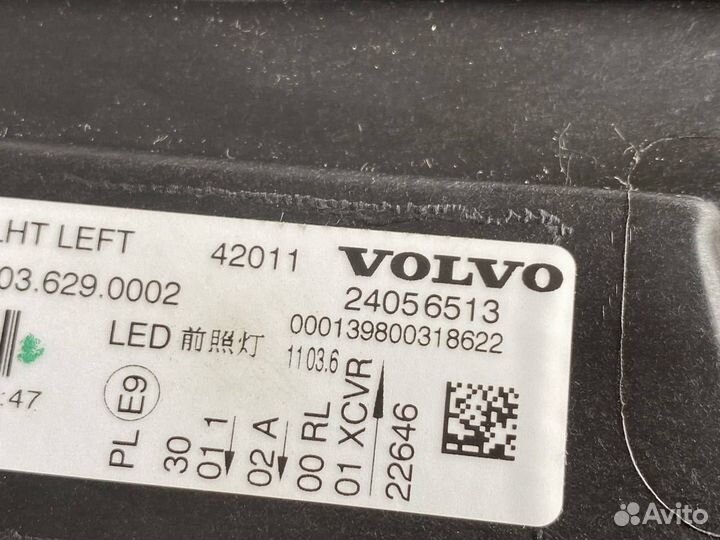 LHT LEFT 42011 VOLVO
03.629.0002 24056513
LED 前照灯 000139800318622
1103.6
:47
PL E9
30
01 1
02 A
00 RL
01 XCVR
22646
Avito